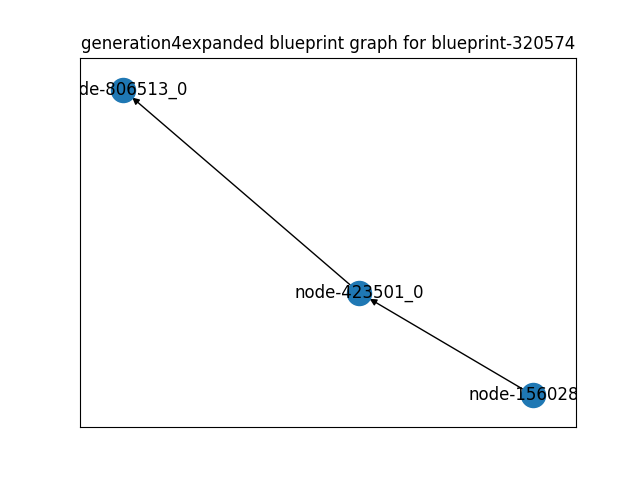 generation4expanded blueprint graph for blueprint-320574
de-806513_0
node-423501_0
node-156028